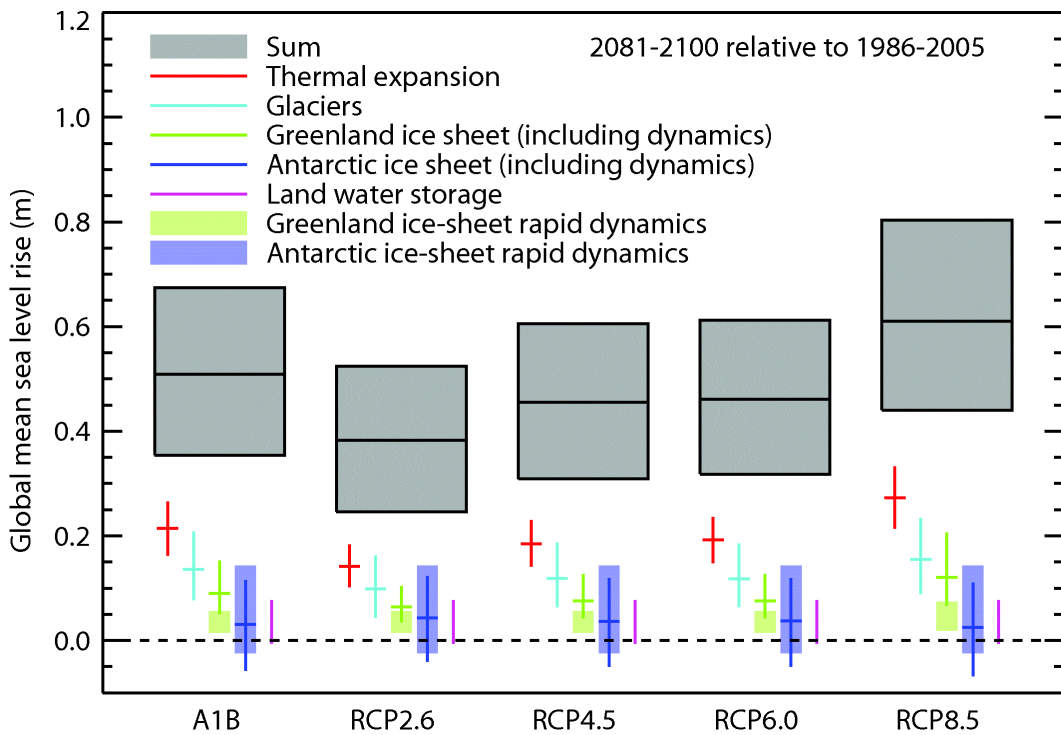 1.2
1.0
0.8
0.6
0.4
0.2
0.0
Global mean sea level rise (m)
2081-2100 relative to 1986-2005
Sum
Thermal expansion
Glaciers
Greenland ice sheet (including dynamics)
Antarctic ice sheet (including dynamics)
Land water storage
Greenland ice-sheet rapid dynamics
Antarctic ice-sheet rapid dynamics
A1B RCP2.6 RCP4.5 RCP6.0 RCP8.5